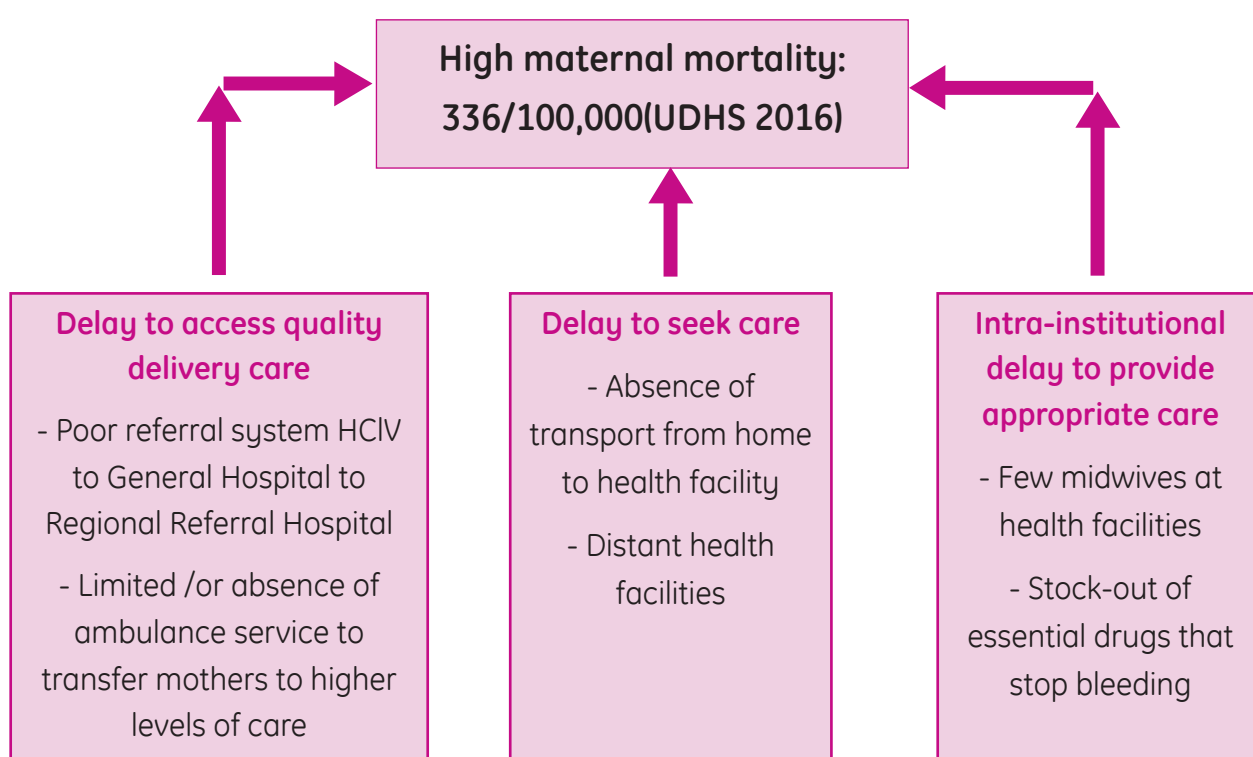 High maternal mortality:
336/100,000(UDHS 2016)
Delay to access quality
delivery care
- Poor referral system HClV
to General Hospital to
Regional Referral Hospital
- Limited /or absence of
ambulance service to
transfer mothers to higher
levels of care
Delay to seek care
- Absence of
transport from home
to health facility
- Distant health
facilities
Intra-institutional
delay to provide
appropriate care
- Few midwives at
health facilities
- Stock-out of
essential drugs that
stop bleeding